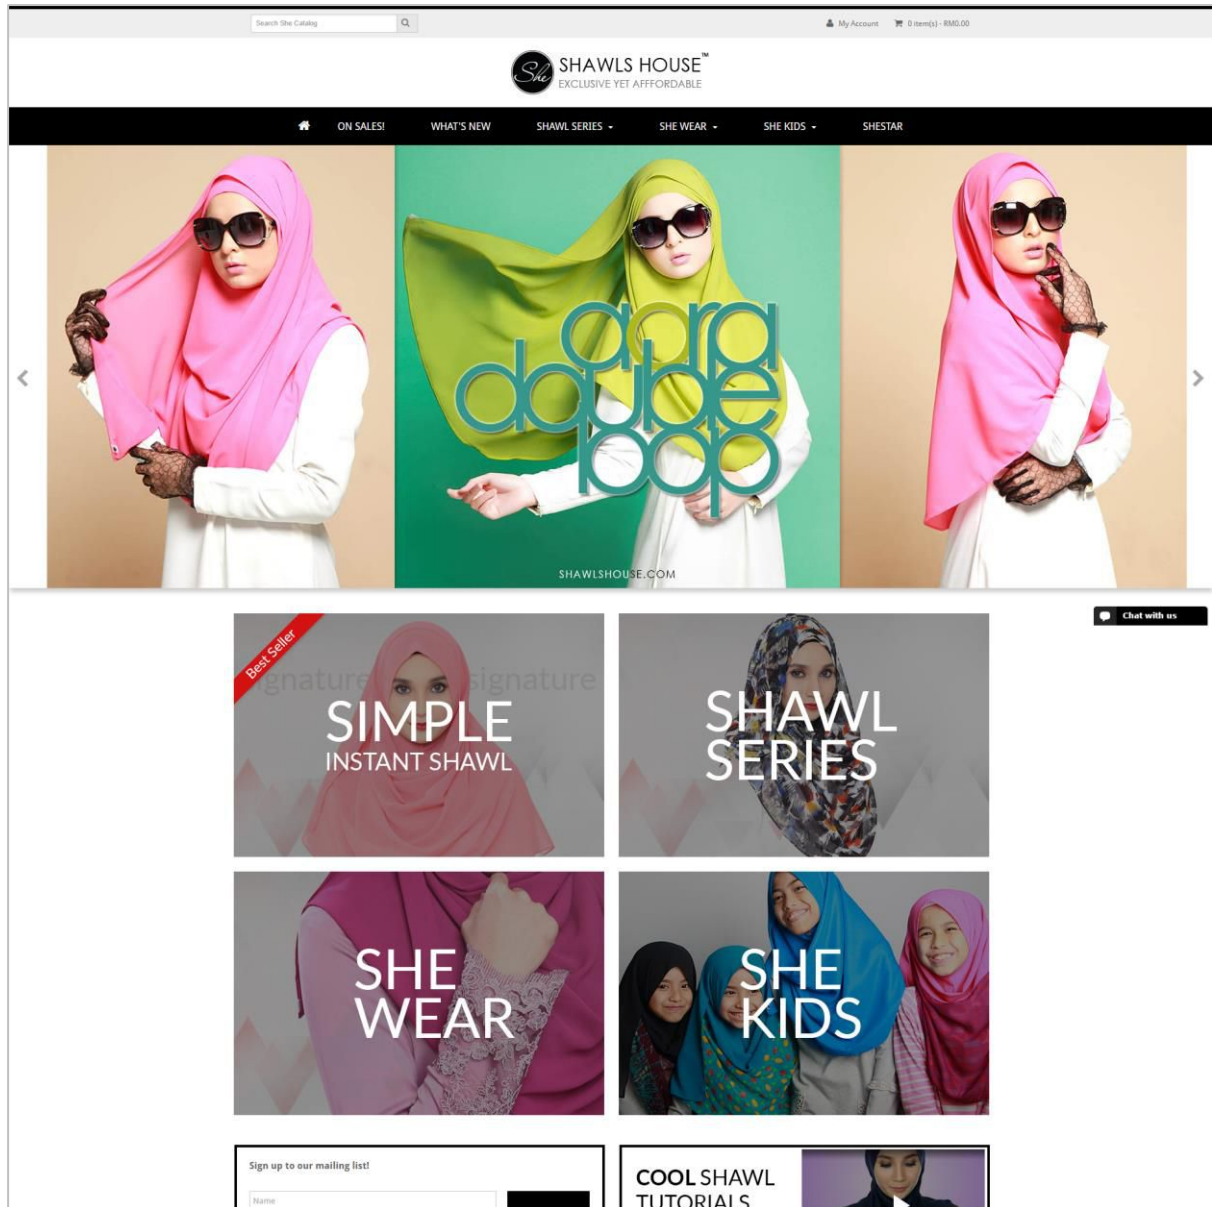 Search She Catalog
My Account
0 item(s) - RM0.00
She
SHAWLS HOUSE™
EXCLUSIVE YET AFFFORDABLE
ON SALES!
WHAT'S NEW
SHAWL SERIES
SHE WEAR
SHE KIDS
SHESTAR
aora
double
loop
SHAWLSHOUSE.COM
Chat with us
Best Seller
signature signature
SIMPLE
INSTANT SHAWL
SHAWL
SERIES
SHE
WEAR
SHE
KIDS
Sign up to our mailing list!
Name
COOL SHAWL
TUTORIALS